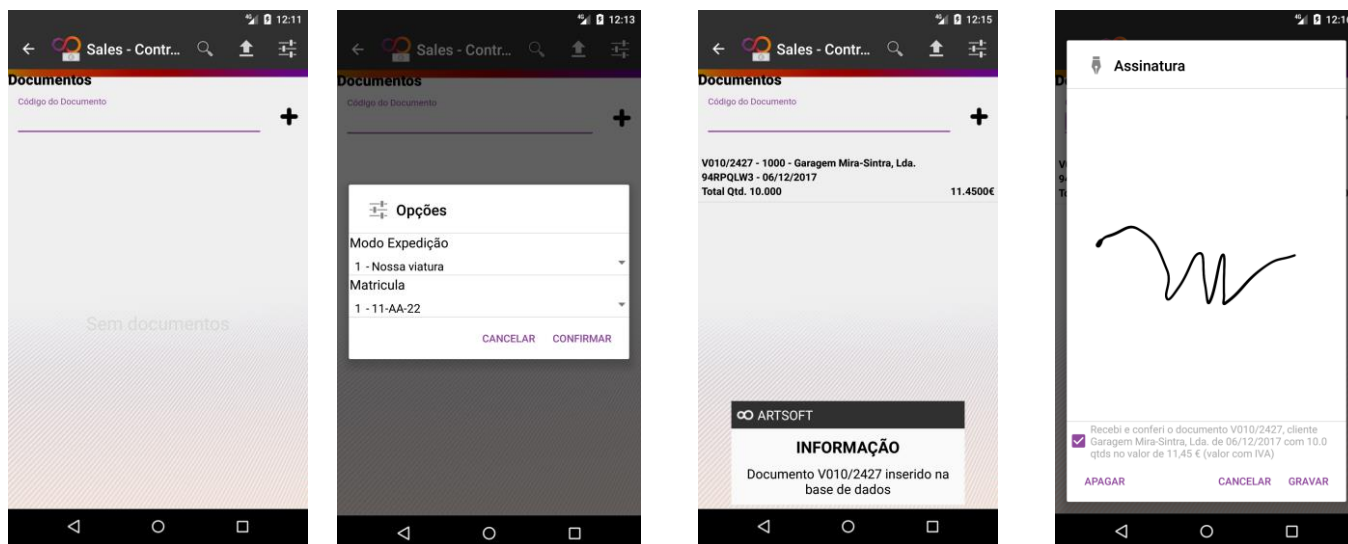 4G 12:11
Sales - Contr...
Documentos
Código do Documento
Sem documentos
4G 12:13
Sales - Contr...
Documentos
Código do Documento
Opções
Modo Expedição
1 - Nossa viatura
Matricula
1 - 11-AA-22
CANCELAR CONFIRMAR
4G 12:15
Sales - Contr...
Documentos
Código do Documento
V010/2427 - 1000 - Garagem Mira-Sintra, Lda.
94RPQLW3 - 06/12/2017
Total Qtd. 10.000 11.4500€
ARTSOFT
INFORMAÇÃO
Documento V010/2427 inserido na
base de dados
4G
Assinatura
Recebi e conferi o documento V010/2427, cliente
Garagem Mira-Sintra, Lda. de 06/12/2017 com 10.0
qtds no valor de 11,45 € (valor com IVA)
APAGAR CANCELAR GRAVAR